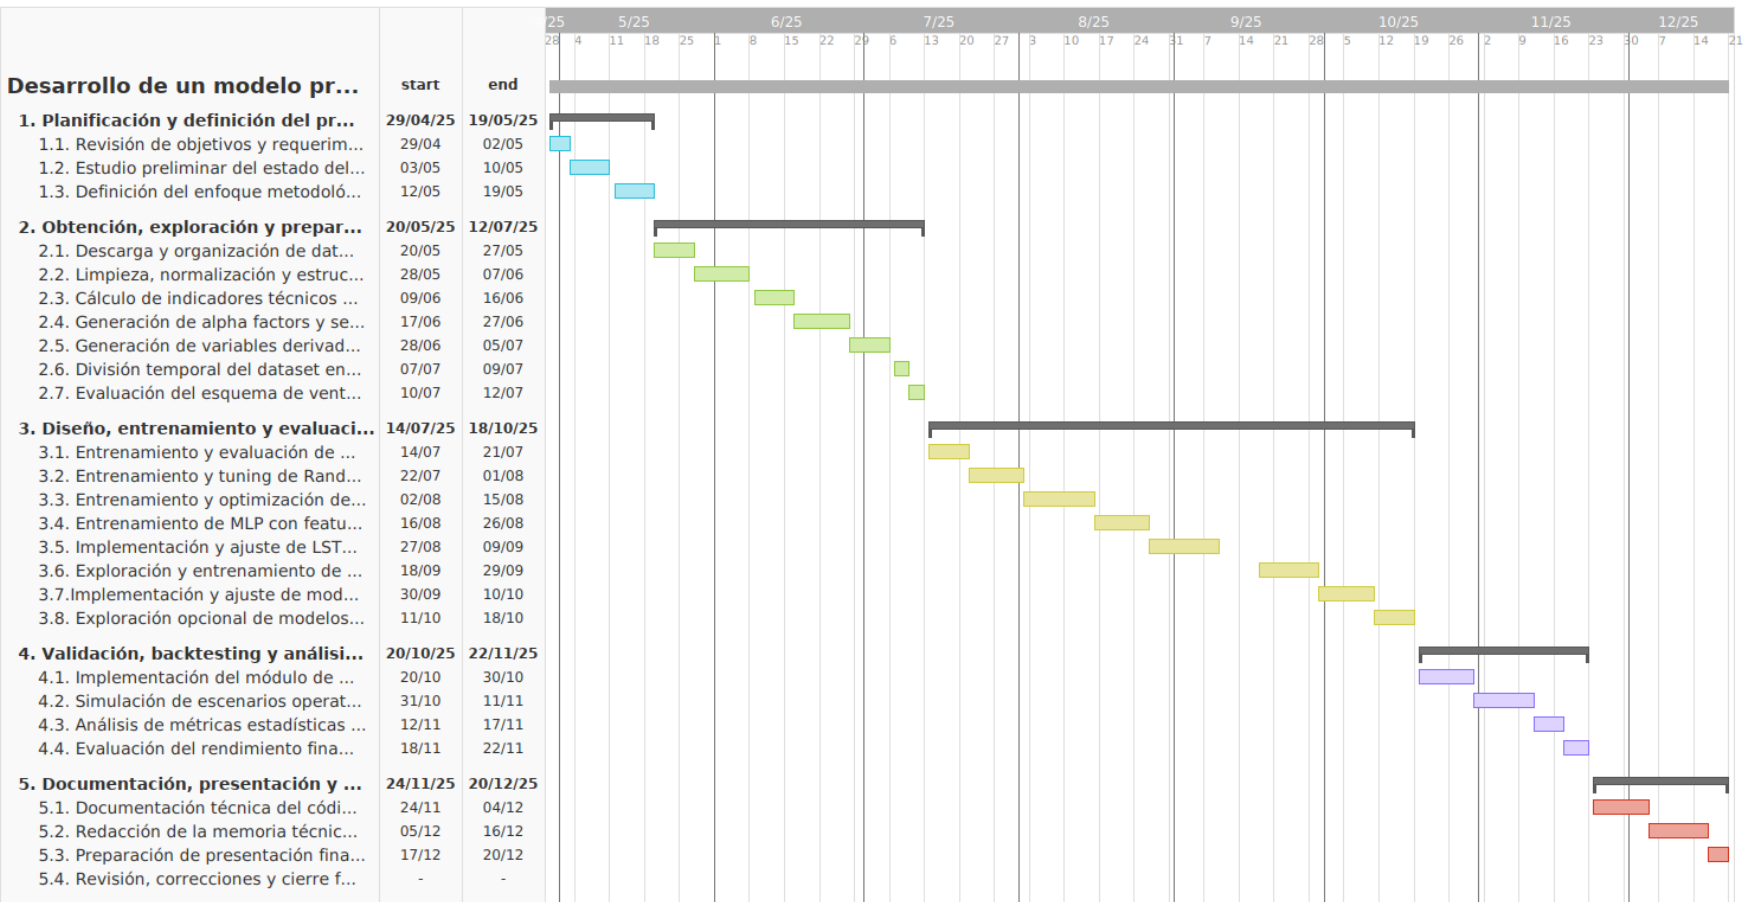 /25 5/25 6/25 7/25 8/25 9/25 10/25 11/25 12/25
28 4 11 18 25 1 8 15 22 29 6 13 20 27 3 10 17 24 31 7 14 21 28 5 12 19 26 2 9 16 23 30 7 14 21
Desarrollo de un modelo pr... start end
1. Planificación y definición del pr... 29/04/25 19/05/25
1.1. Revisión de objetivos y requerim... 29/04 02/05
1.2. Estudio preliminar del estado del... 03/05 10/05
1.3. Definición del enfoque metodoló... 12/05 19/05
2. Obtención, exploración y prepar... 20/05/25 12/07/25
2.1. Descarga y organización de dat... 20/05 27/05
2.2. Limpieza, normalización y estruc... 28/05 07/06
2.3. Cálculo de indicadores técnicos ... 09/06 16/06
2.4. Generación de alpha factors y se... 17/06 27/06
2.5. Generación de variables derivad... 28/06 05/07
2.6. División temporal del dataset en... 07/07 09/07
2.7. Evaluación del esquema de vent... 10/07 12/07
3. Diseño, entrenamiento y evaluaci... 14/07/25 18/10/25
3.1. Entrenamiento y evaluación de ... 14/07 21/07
3.2. Entrenamiento y tuning de Rand... 22/07 01/08
3.3. Entrenamiento y optimización de... 02/08 15/08
3.4. Entrenamiento de MLP con featu... 16/08 26/08
3.5. Implementación y ajuste de LST... 27/08 09/09
3.6. Exploración y entrenamiento de ... 18/09 29/09
3.7.Implementación y ajuste de mod... 30/09 10/10
3.8. Exploración opcional de modelos... 11/10 18/10
4. Validación, backtesting y análisi... 20/10/25 22/11/25
4.1. Implementación del módulo de ... 20/10 30/10
4.2. Simulación de escenarios operat... 31/10 11/11
4.3. Análisis de métricas estadísticas ... 12/11 17/11
4.4. Evaluación del rendimiento fina... 18/11 22/11
5. Documentación, presentación y ... 24/11/25 20/12/25
5.1. Documentación técnica del códi... 24/11 04/12
5.2. Redacción de la memoria técnic... 05/12 16/12
5.3. Preparación de presentación fina... 17/12 20/12
5.4. Revisión, correcciones y cierre f... - -